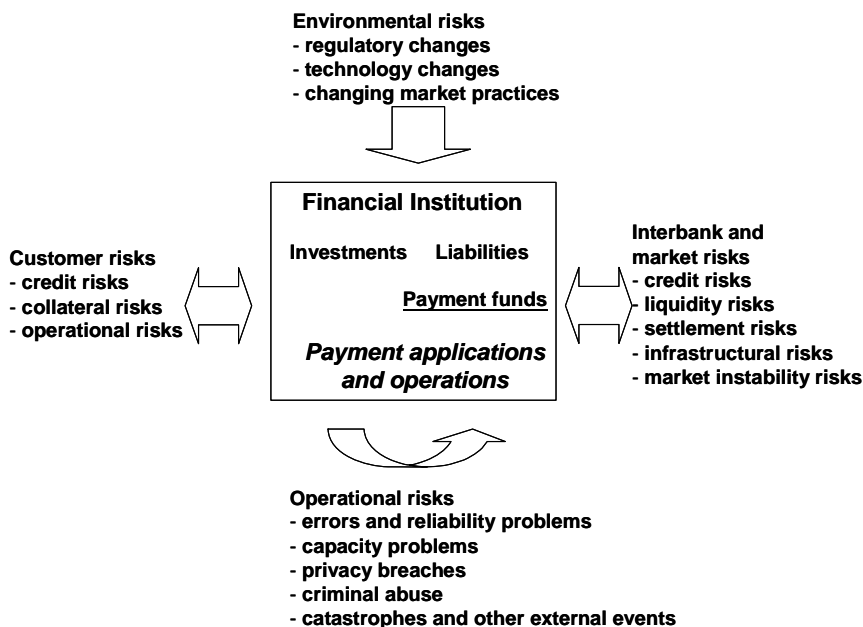 Environmental risks
- regulatory changes
- technology changes
- changing market practices
Financial Institution
Investments Liabilities
Payment funds
Payment applications
and operations
Customer risks
- credit risks
- collateral risks
- operational risks
Interbank and
market risks
- credit risks
- liquidity risks
- settlement risks
- infrastructural risks
- market instability risks
Operational risks
- errors and reliability problems
- capacity problems
- privacy breaches
- criminal abuse
- catastrophes and other external events